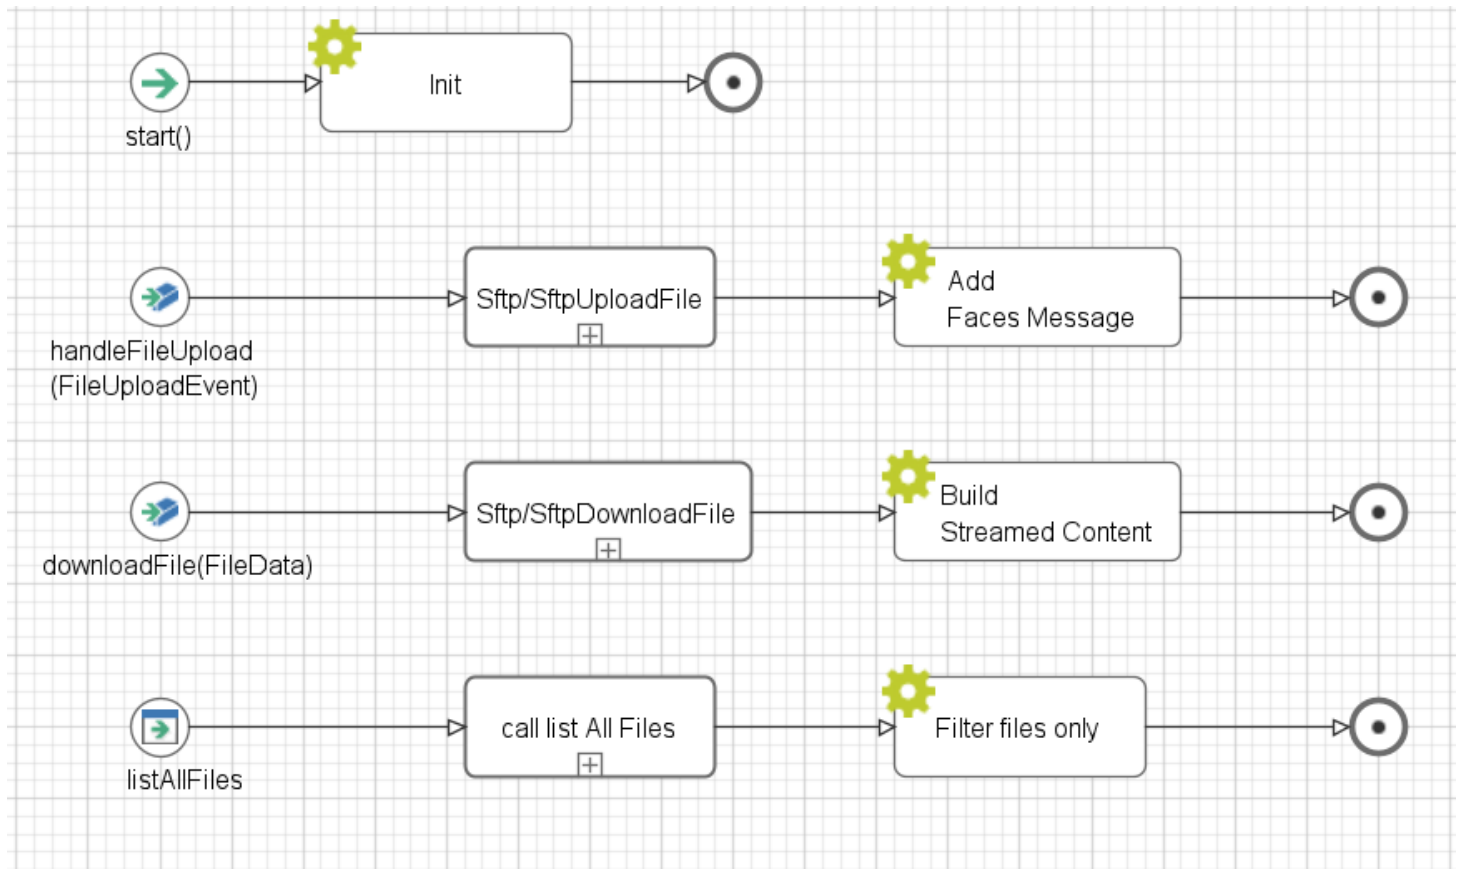 Init
start()
Sftp/SftpUploadFile
Add
Faces Message
handleFileUpload
(FileUploadEvent)
Sftp/SftpDownloadFile
Build
Streamed Content
downloadFile(FileData)
call list All Files
Filter files only
listAllFiles